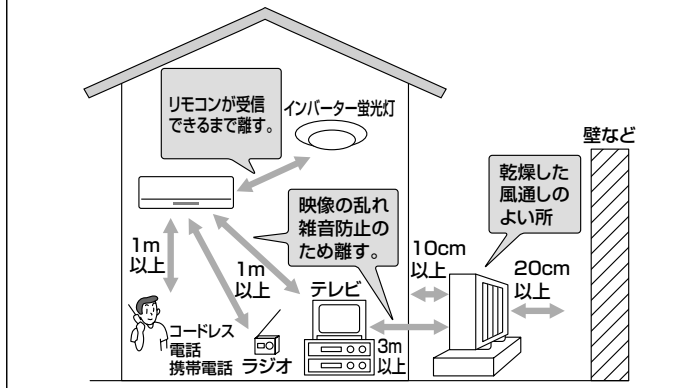 リモコンが受信
できるまで離す。
インバーター蛍光灯
壁など
乾燥した
風通しの
よい所
映像の乱れ
雑音防止の
ため離す。
1m
以上
1m
以上
10cm
以上
20cm
以上
テレビ
コードレス
電話
携帯電話
ラジオ
3m
以上